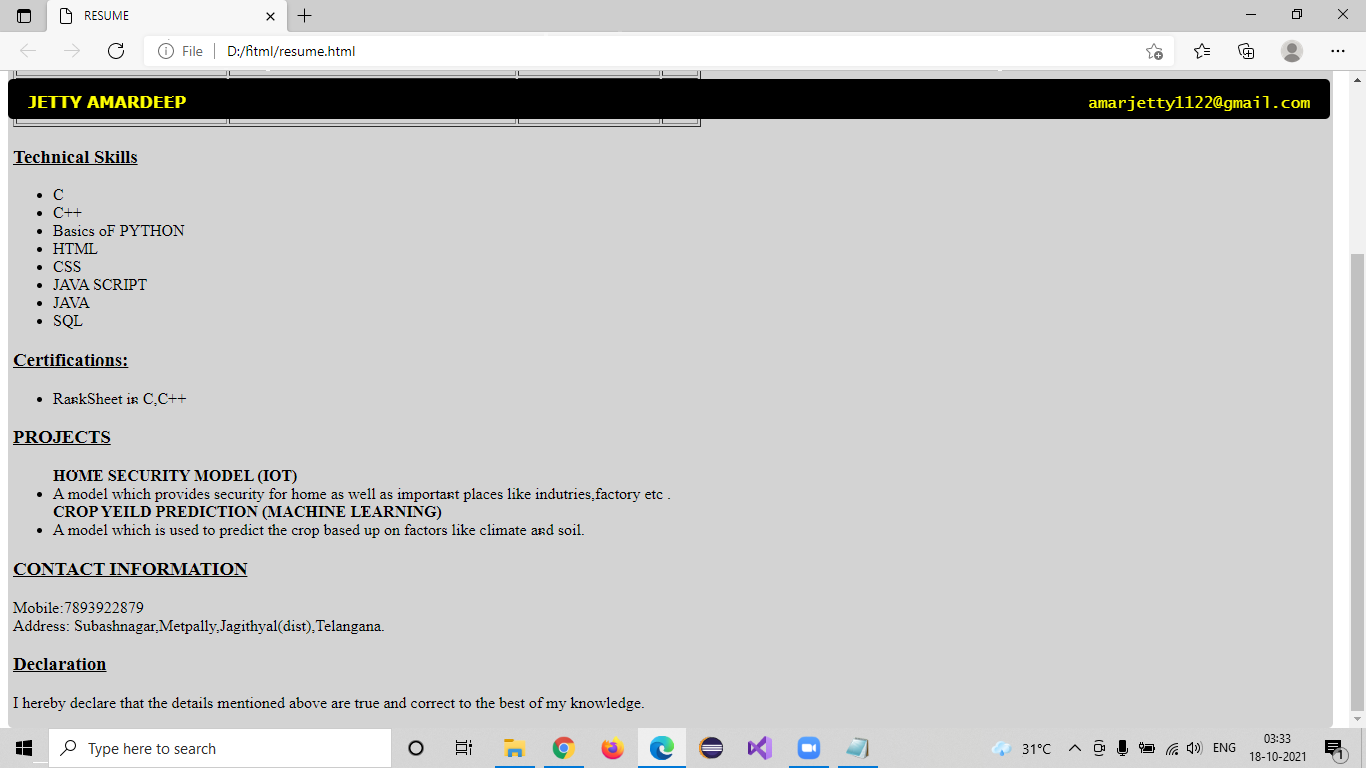 RESUME
File
D:/html/resume.html
JETTY AMARDEEP
amarjetty1122@gmail.com
Technical Skills
C
C++
Basics oF PYTHON
HTML
CSS
JAVA SCRIPT
JAVA
SQL
Certifications:
RankSheet in C,C++
PROJECTS
HOME SECURITY MODEL (IOT)
A model which provides security for home as well as important places like indutries,factory etc .
CROP YEILD PREDICTION (MACHINE LEARNING)
A model which is used to predict the crop based up on factors like climate and soil.
CONTACT INFORMATION
Mobile:7893922879
Address: Subashnagar,Metpally,Jagithyal(dist),Telangana.
Declaration
I hereby declare that the details mentioned above are true and correct to the best of my knowledge.
Type here to search
31°C
ENG
03:33
18-10-2021
1